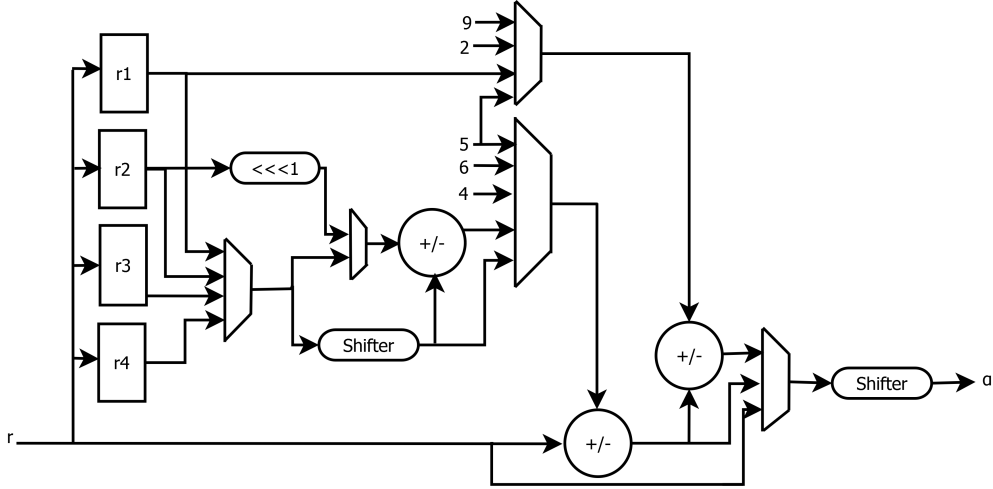 9
2
r1
5
r2
<<<1
6
4
+/-
r3
Shifter
r4
+/-
Shifter
a
r
+/-